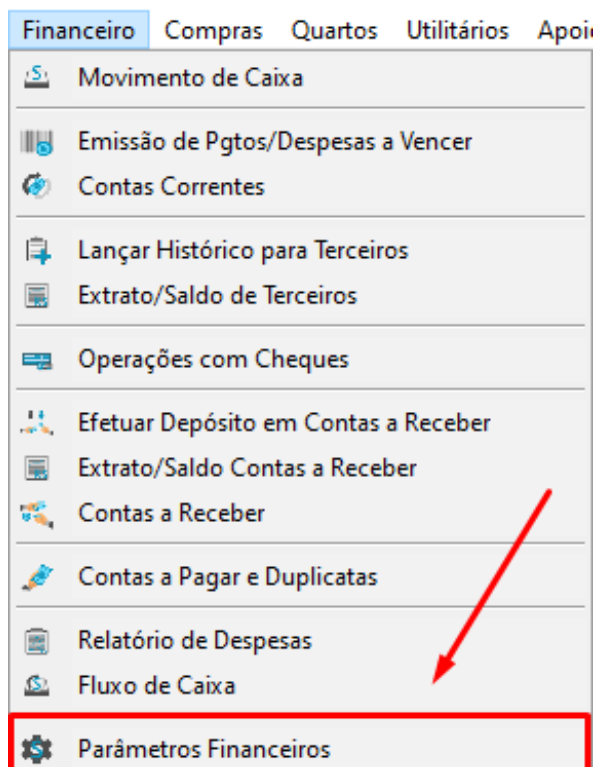 Financeiro Compras Quartos Utilitários Apoi
Movimento de Caixa
Emissão de Pgtos/Despesas a Vencer
Contas Correntes
Lançar Histórico para Terceiros
Extrato/Saldo de Terceiros
Operações com Cheques
Efetuar Depósito em Contas a Receber
Extrato/Saldo Contas a Receber
Contas a Receber
Contas a Pagar e Duplicatas
Relatório de Despesas
Fluxo de Caixa
Parâmetros Financeiros